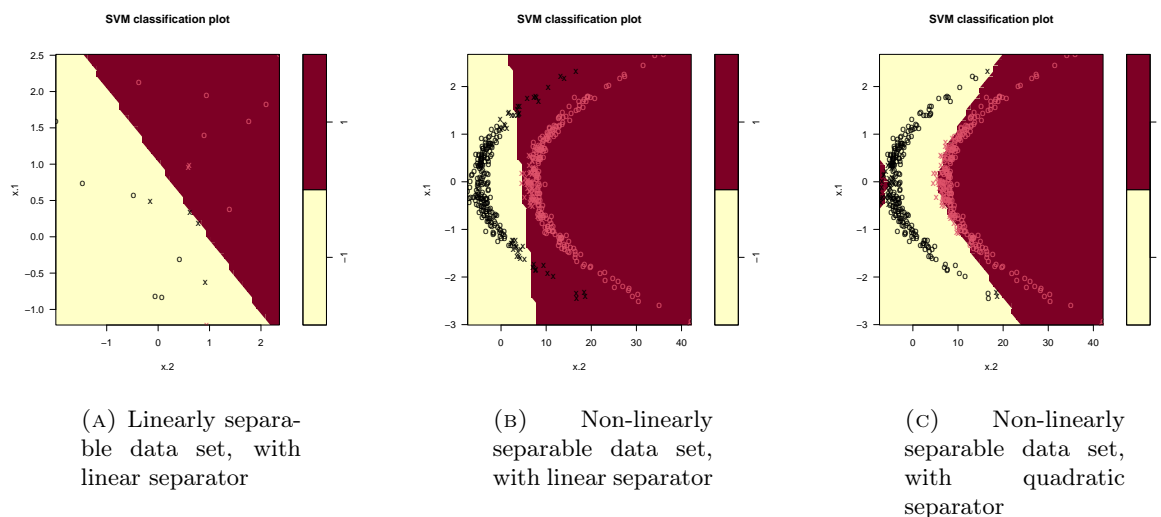 SVM classification plot
2.5
2.0
1.5
1.0
0.5
0.0
−0.5
−1.0
−1 0 1 2
x.2
x.1
1
−1
(A) Linearly separa-
ble data set, with
linear separator
SVM classification plot
2
1
0
−1
−2
−3
0 10 20 30 40
x.2
x.1
1
−1
(B) Non-linearly
separable data set,
with linear separator
SVM classification plot
2
1
0
−1
−2
−3
0 10 20 30 40
x.2
x.1
1
−1
(C) Non-linearly
separable data set,
with quadratic
separator